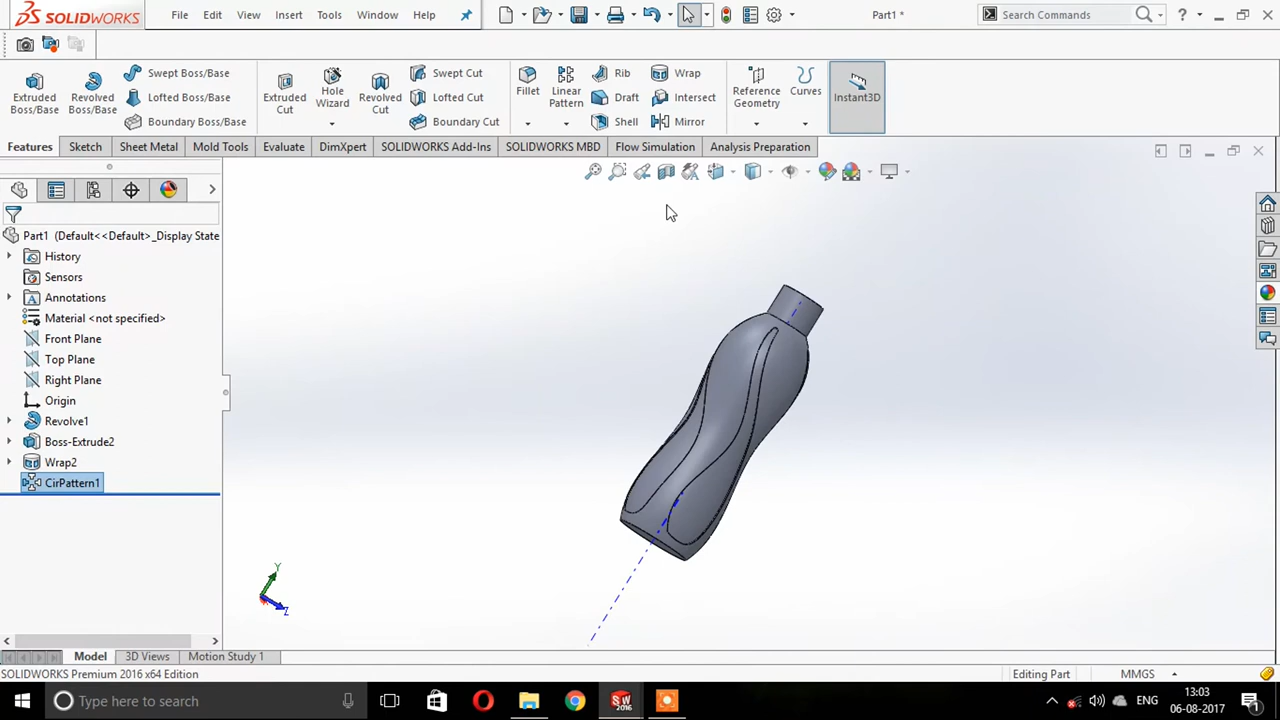 SOLIDWORKS File Edit View Insert Tools Window Help Part1 * Search Commands ?
Extruded Boss/Base
Revolved Boss/Base
Swept Boss/Base
Lofted Boss/Base
Boundary Boss/Base
Extruded Cut
Hole Wizard
Revolved Cut
Swept Cut
Lofted Cut
Boundary Cut
Fillet
Linear Pattern
Rib
Draft
Shell
Wrap
Intersect
Mirror
Reference Geometry
Curves
Instant3D
Features Sketch Sheet Metal Mold Tools Evaluate DimXpert SOLIDWORKS Add-Ins SOLIDWORKS MBD Flow Simulation Analysis Preparation
Part1 (Default<<Default>_Display State
History
Sensors
Annotations
Material <not specified>
Front Plane
Top Plane
Right Plane
Origin
Revolve1
Boss-Extrude2
Wrap2
CirPattern1
Y
Z
Model 3D Views Motion Study 1
SOLIDWORKS Premium 2016 x64 Edition Editing Part MMGS
Type here to search SW 2016 ENG 13:03
06-08-2017 1